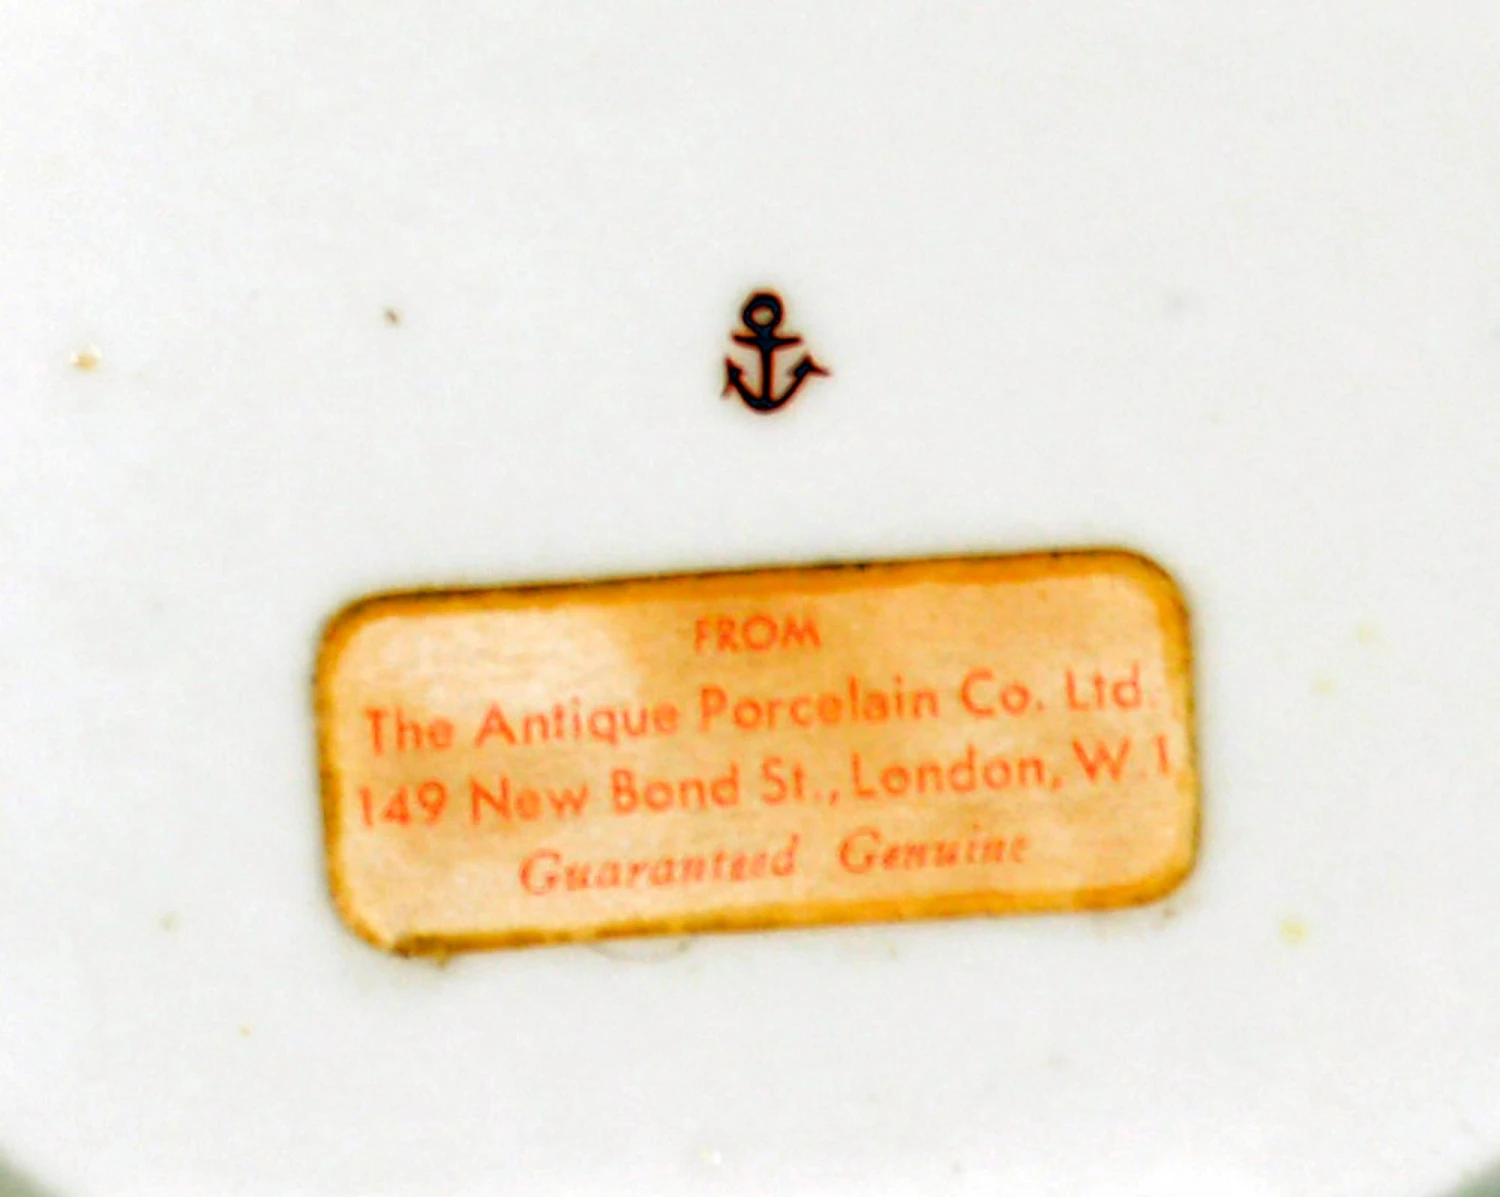 FROM
The Antique Porcelain Co. Ltd.
149 New Bond St., London, W.1
Guaranteed Genuine